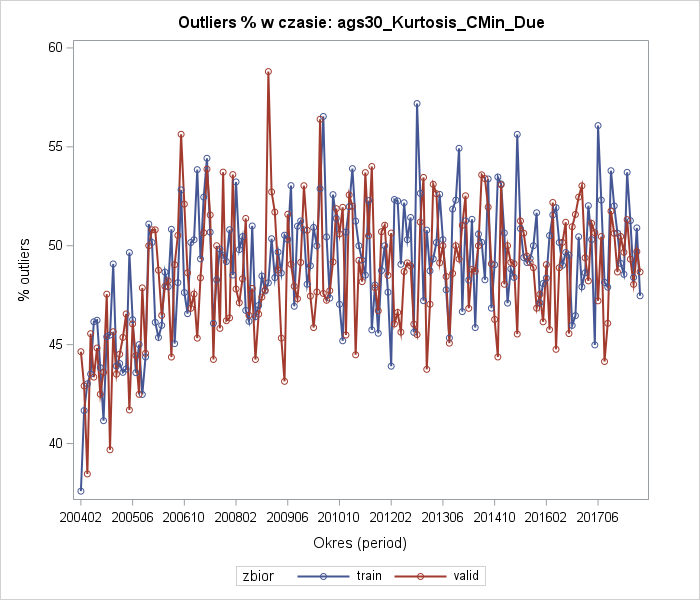 Outliers % w czasie: ags30_Kurtosis_CMin_Due
60
55
50
45
40
% outliers
200402 200506 200610 200802 200906 201010 201202 201306 201410 201602 201706
Okres (period)
zbior train valid